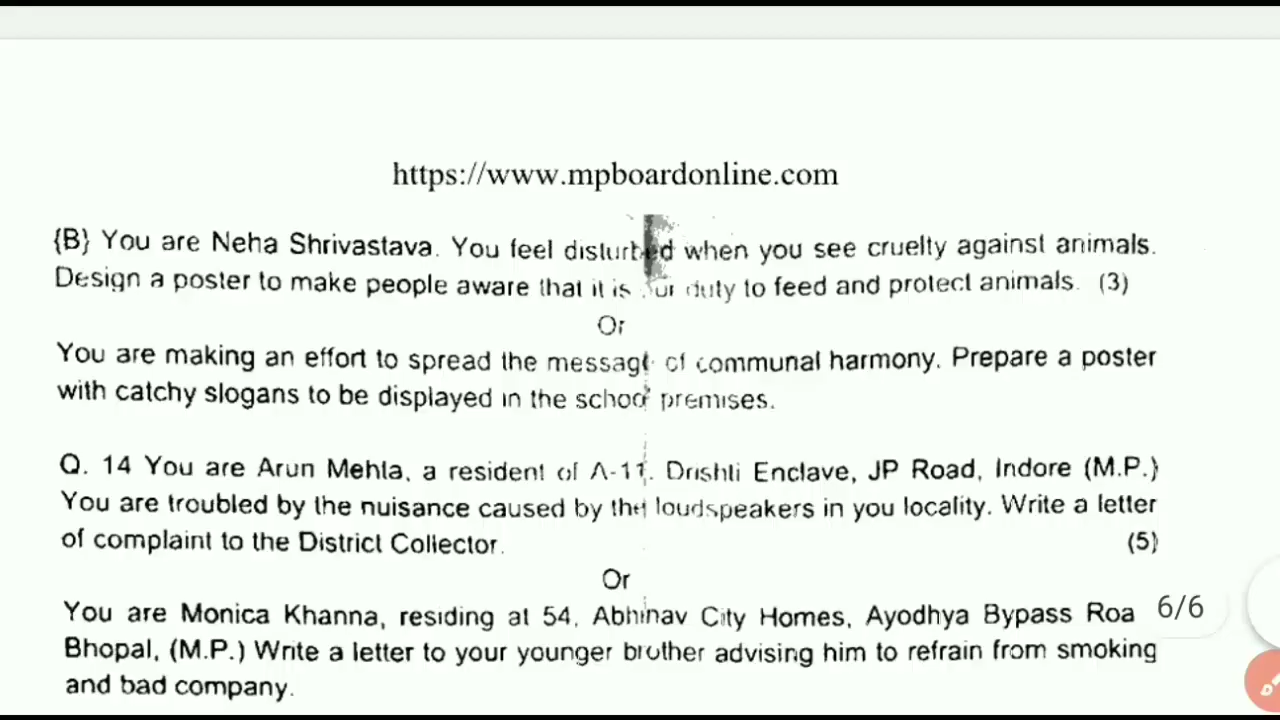 https://www.mpboardonline.com
{B} You are Neha Shrivastava. You feel disturbed when you see cruelty against animals.
Design a poster to make people aware that it is our duty to feed and protect animals. (3)
Or
You are making an effort to spread the message of communal harmony. Prepare a poster
with catchy slogans to be displayed in the school premises.
Q. 14 You are Arun Mehta, a resident of A-11, Drishti Enclave, JP Road, Indore (M.P.)
You are troubled by the nuisance caused by the loudspeakers in you locality. Write a letter
of complaint to the District Collector. (5)
Or
You are Monica Khanna, residing at 54, Abhinav City Homes, Ayodhya Bypass Roa 6/6
Bhopal, (M.P.) Write a letter to your younger brother advising him to refrain from smoking
and bad company.